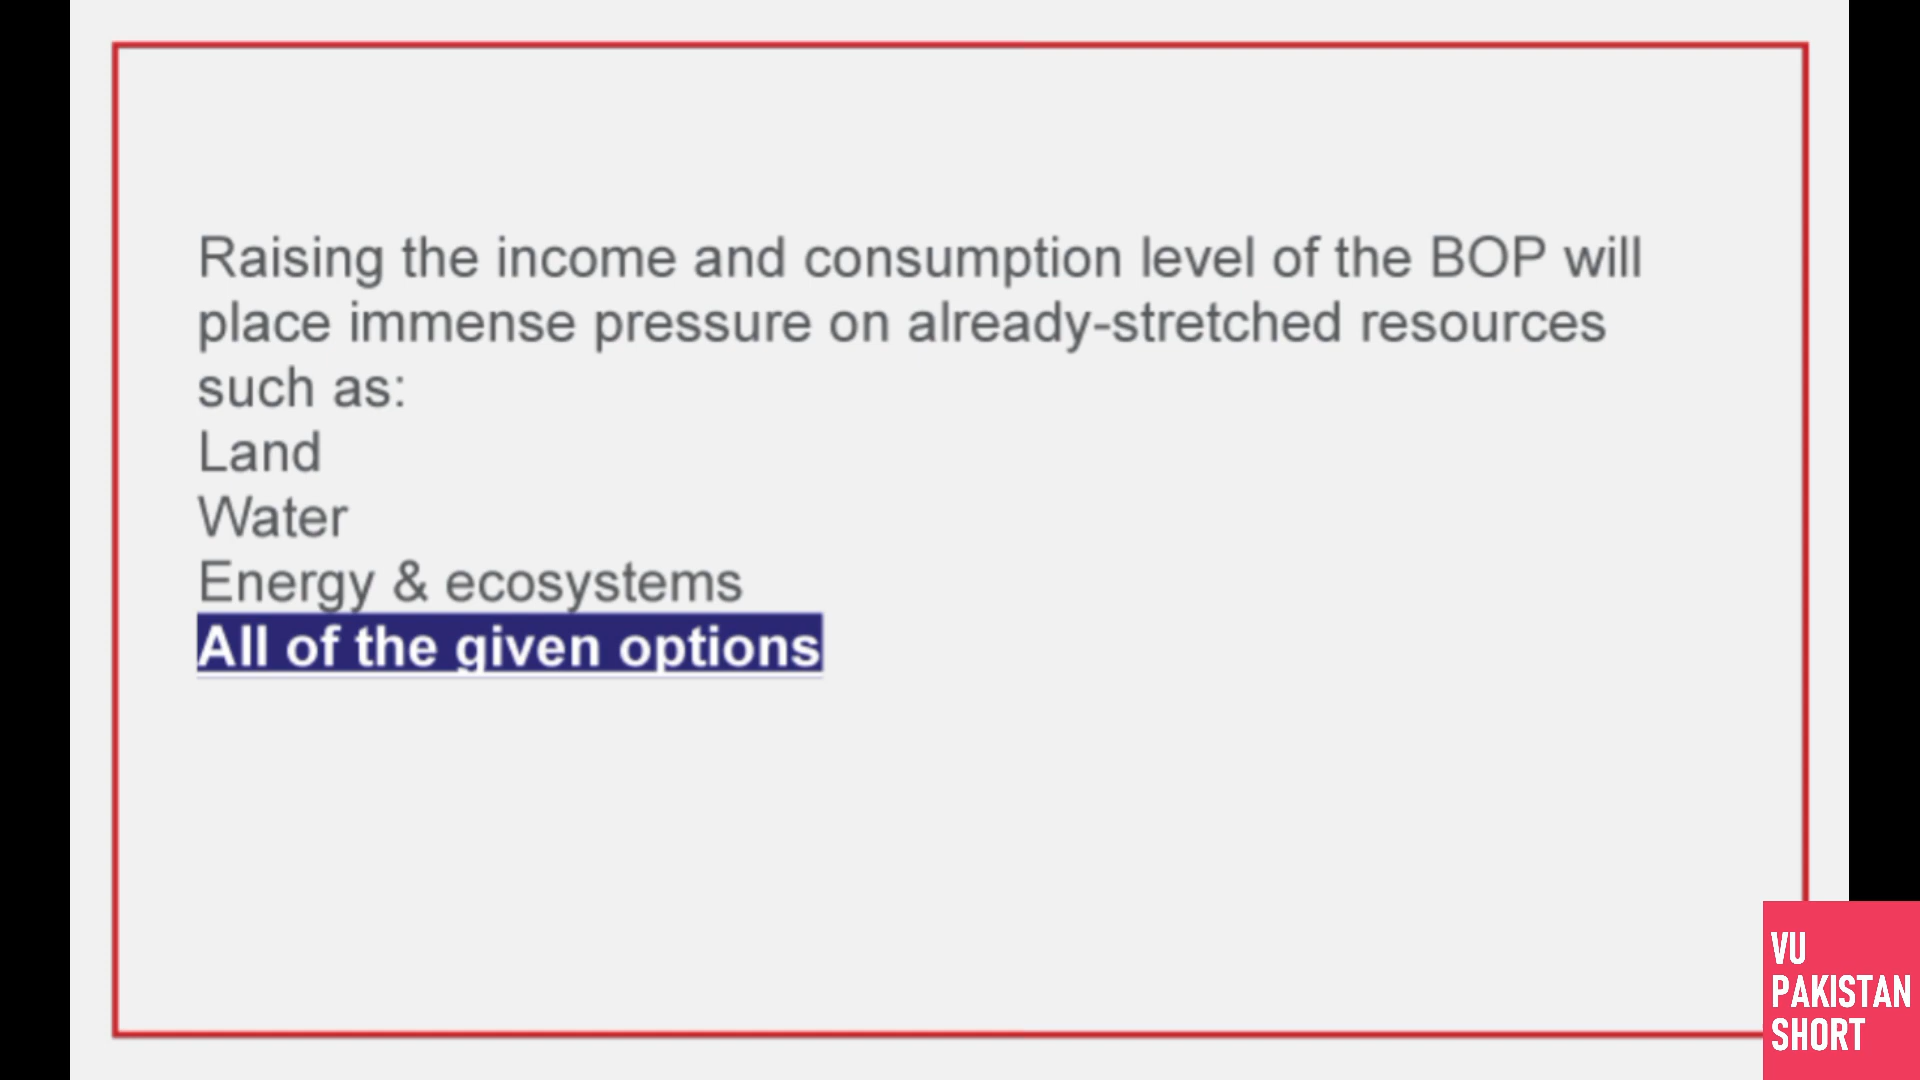 Raising the income and consumption level of the BOP will
place immense pressure on already-stretched resources
such as:
Land
Water
Energy & ecosystems
All of the given options
VU
PAKISTAN
SHORT